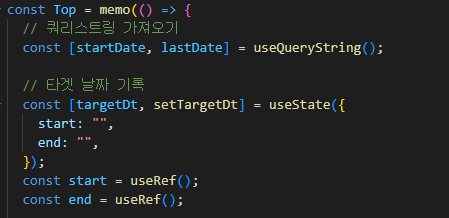 const Top = memo(() => {
  // 쿼리스트링 가져오기
  const [startDate, lastDate] = useQueryString();

  // 타겟 날짜 기록
  const [targetDt, setTargetDt] = useState({
    start: "",
    end: "",
  });
  const start = useRef();
  const end = useRef();